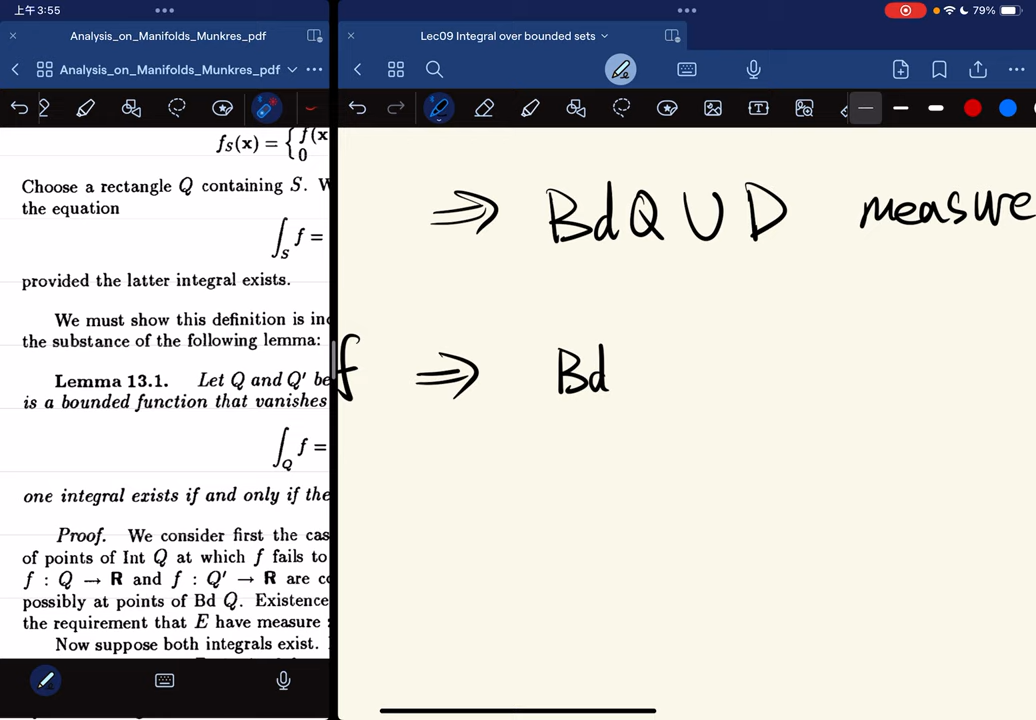 上午3:55
79%
Analysis_on_Manifolds_Munkres_pdf
Lec09 Integral over bounded sets
Analysis_on_Manifolds_Munkres_pdf
fS(x) = { f(x
0
Choose a rectangle Q containing S. W
the equation
∫S f =
provided the latter integral exists.
We must show this definition is in
the substance of the following lemma:
Lemma 13.1. Let Q and Q′ be
is a bounded function that vanishes
∫Q f =
one integral exists if and only if the
Proof. We consider first the cas
of points of Int Q at which f fails to
f : Q → R and f : Q′ → R are co
possibly at points of Bd Q. Existence
the requirement that E have measure
Now suppose both integrals exist.
⇒ BdQ ∪ D measure
f ⇒ Bd